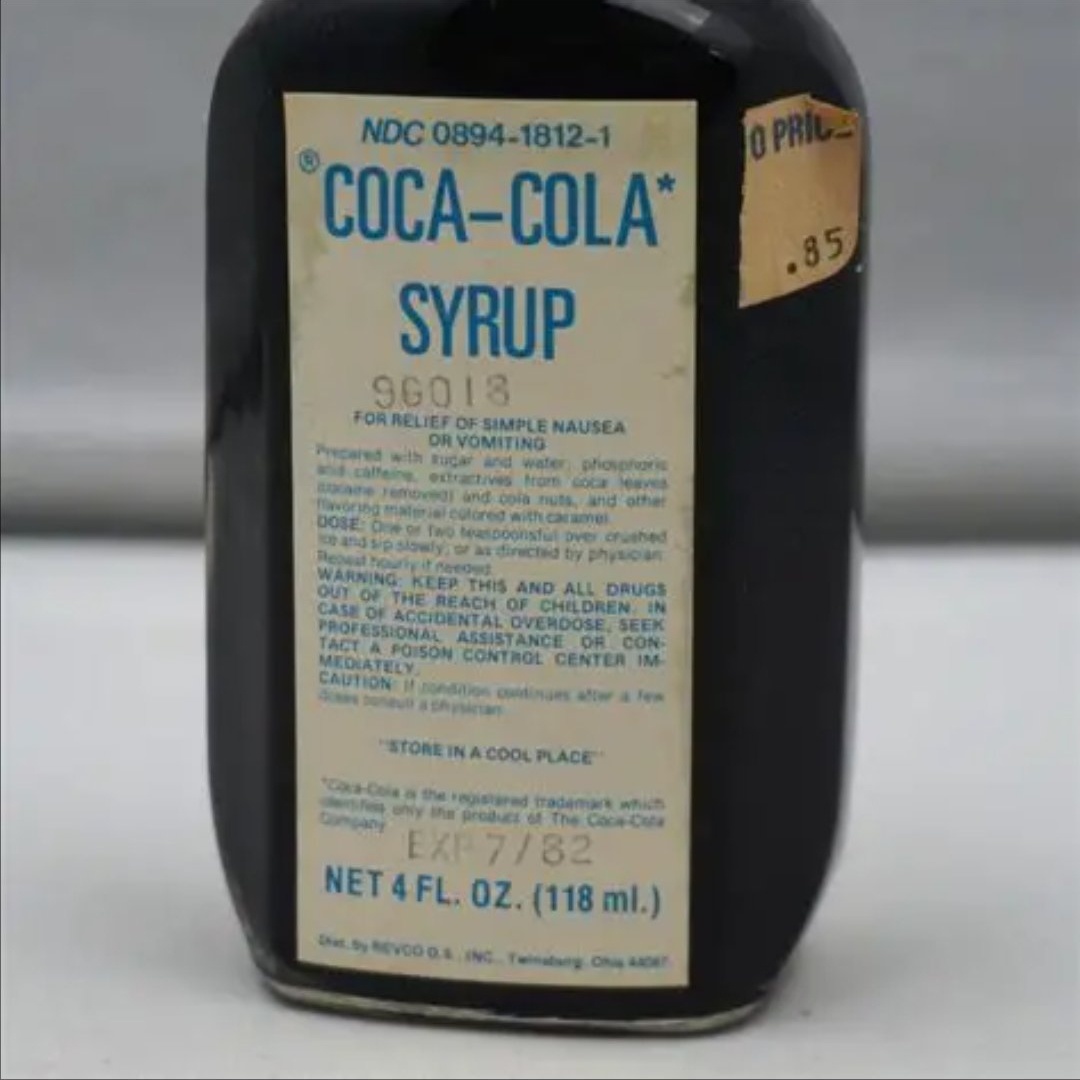 NDC 0894-1812-1
®COCA-COLA*
SYRUP
9G018
FOR RELIEF OF SIMPLE NAUSEA
OR VOMITING
Prepared with sugar and water, phosphoric
and caffeine, extractives from coca leaves
(cocaine removed) and cola nuts, and other
flavoring material colored with caramel.
DOSE: One or two teaspoonsful over crushed
ice and sip slowly, or as directed by physician.
Repeat hourly if needed.
WARNING: KEEP THIS AND ALL DRUGS
OUT OF THE REACH OF CHILDREN. IN
CASE OF ACCIDENTAL OVERDOSE, SEEK
PROFESSIONAL ASSISTANCE OR CON-
TACT A POISON CONTROL CENTER IM-
MEDIATELY.
CAUTION: If condition continues after a few
doses consult a physician.
"STORE IN A COOL PLACE"
*Coca-Cola is the registered trademark which
identifies only the product of The Coca-Cola
Company.
EXP 7/82
NET 4 FL. OZ. (118 ml.)
Dist. by REVCO D.S., INC., Twinsburg, Ohio 44087
O PRIC
.85